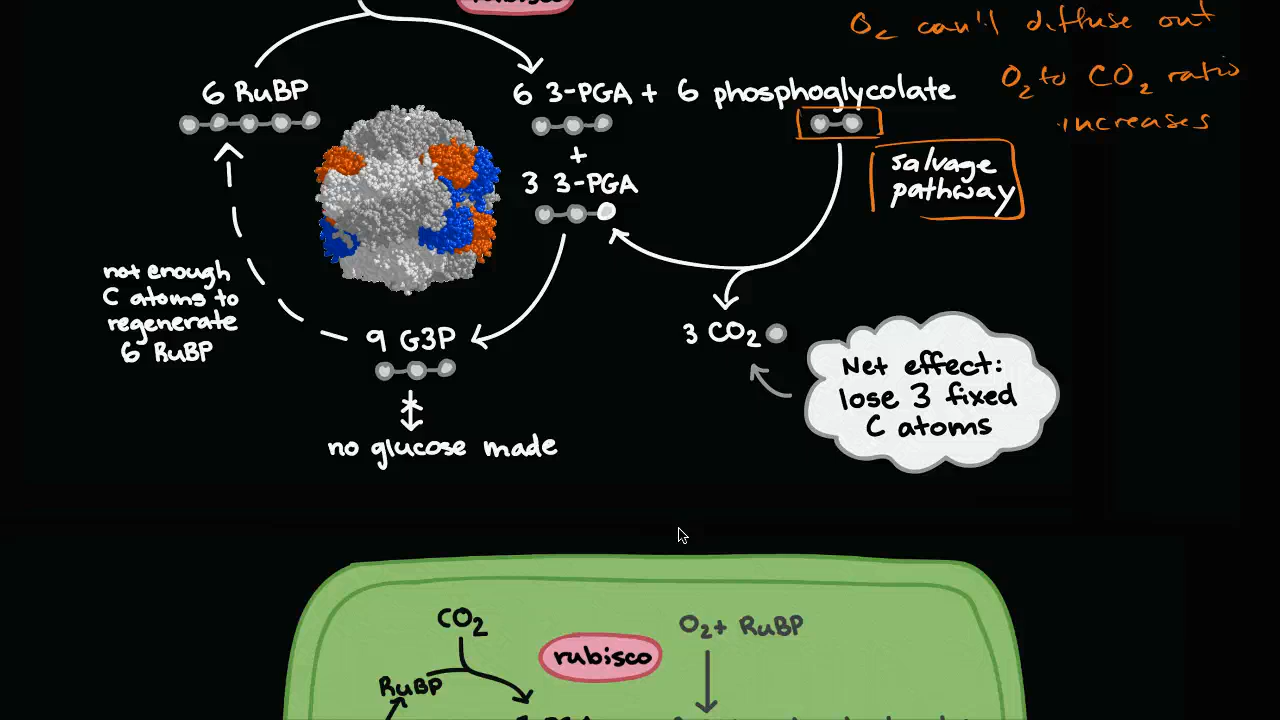 O2 can't diffuse out
6 RuBP
6 3-PGA + 6 phosphoglycolate
O2 to CO2 ratio
increases
+
3 3-PGA
salvage
pathway
not enough
C atoms to
regenerate
6 RuBP
9 G3P
3 CO2
Net effect:
lose 3 fixed
C atoms
no glucose made
CO2
O2 + RuBP
rubisco
RuBP